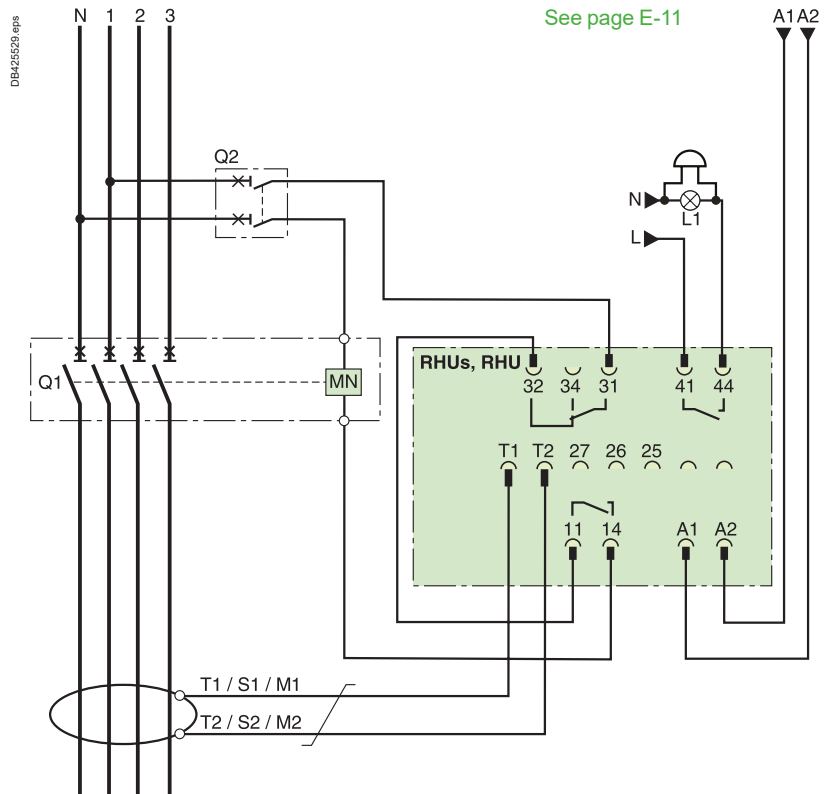 N 1 2 3
See page E-11
A1 A2
DB425529.eps
Q2
N
L1
L
RHUs, RHU
32 34 31 41 44
Q1
MN
T1 T2 27 26 25
11 14 A1 A2
T1 / S1 / M1
T2 / S2 / M2